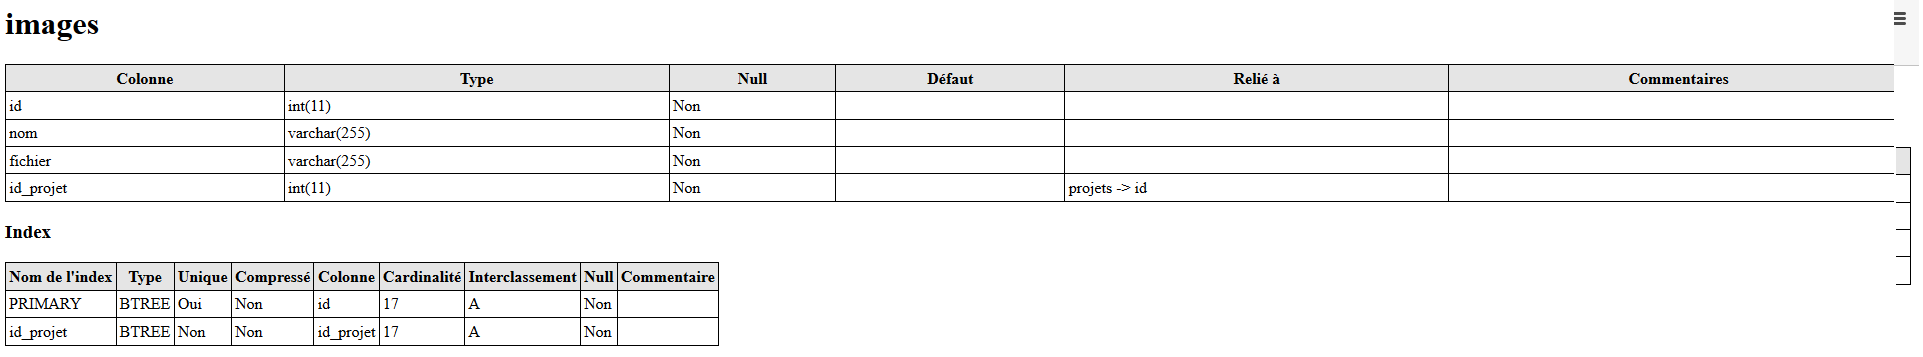 images
Colonne Type Null Défaut Relié à Commentaires
id int(11) Non
nom varchar(255) Non
fichier varchar(255) Non
id_projet int(11) Non projets -> id
Index
Nom de l'index Type Unique Compressé Colonne Cardinalité Interclassement Null Commentaire
PRIMARY BTREE Oui Non id 17 A Non
id_projet BTREE Non Non id_projet 17 A Non